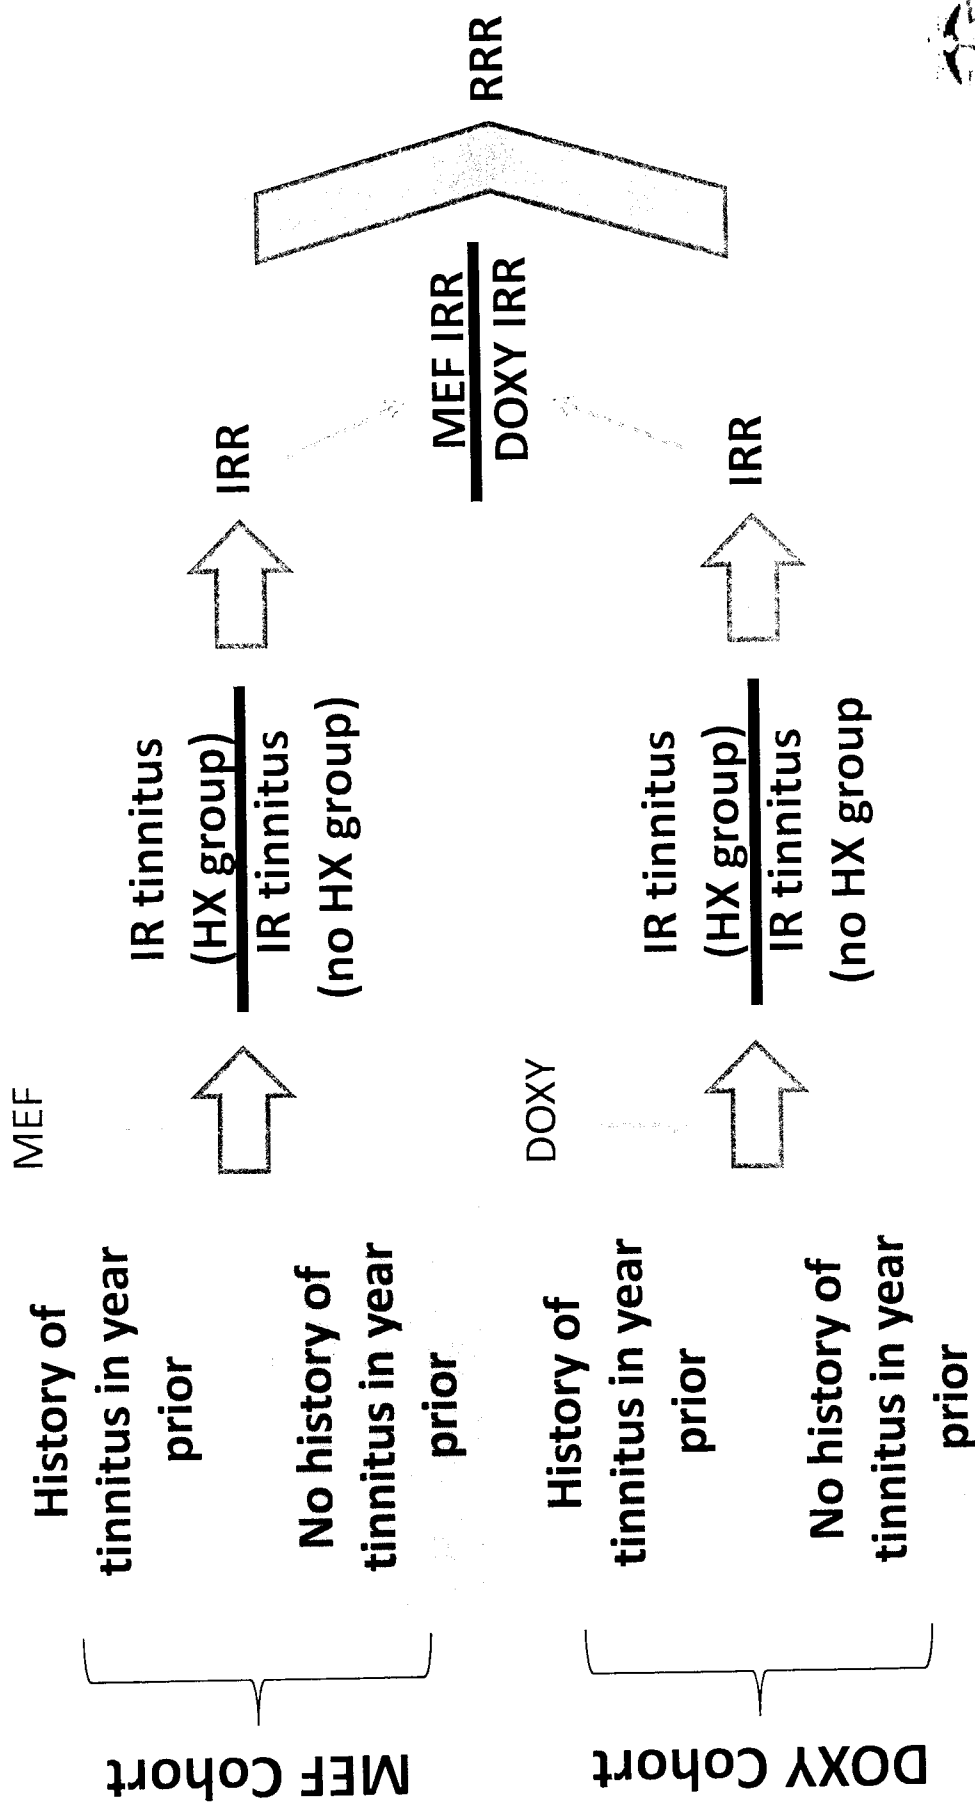 MEF Cohort
History of
tinnitus in year
prior
No history of
tinnitus in year
prior
MEF
IR tinnitus
(HX group)
IR tinnitus
(no HX group)
IRR
DOXY Cohort
History of
tinnitus in year
prior
No history of
tinnitus in year
prior
DOXY
IR tinnitus
(HX group)
IR tinnitus
(no HX group)
IRR
MEF IRR
DOXY IRR
RRR